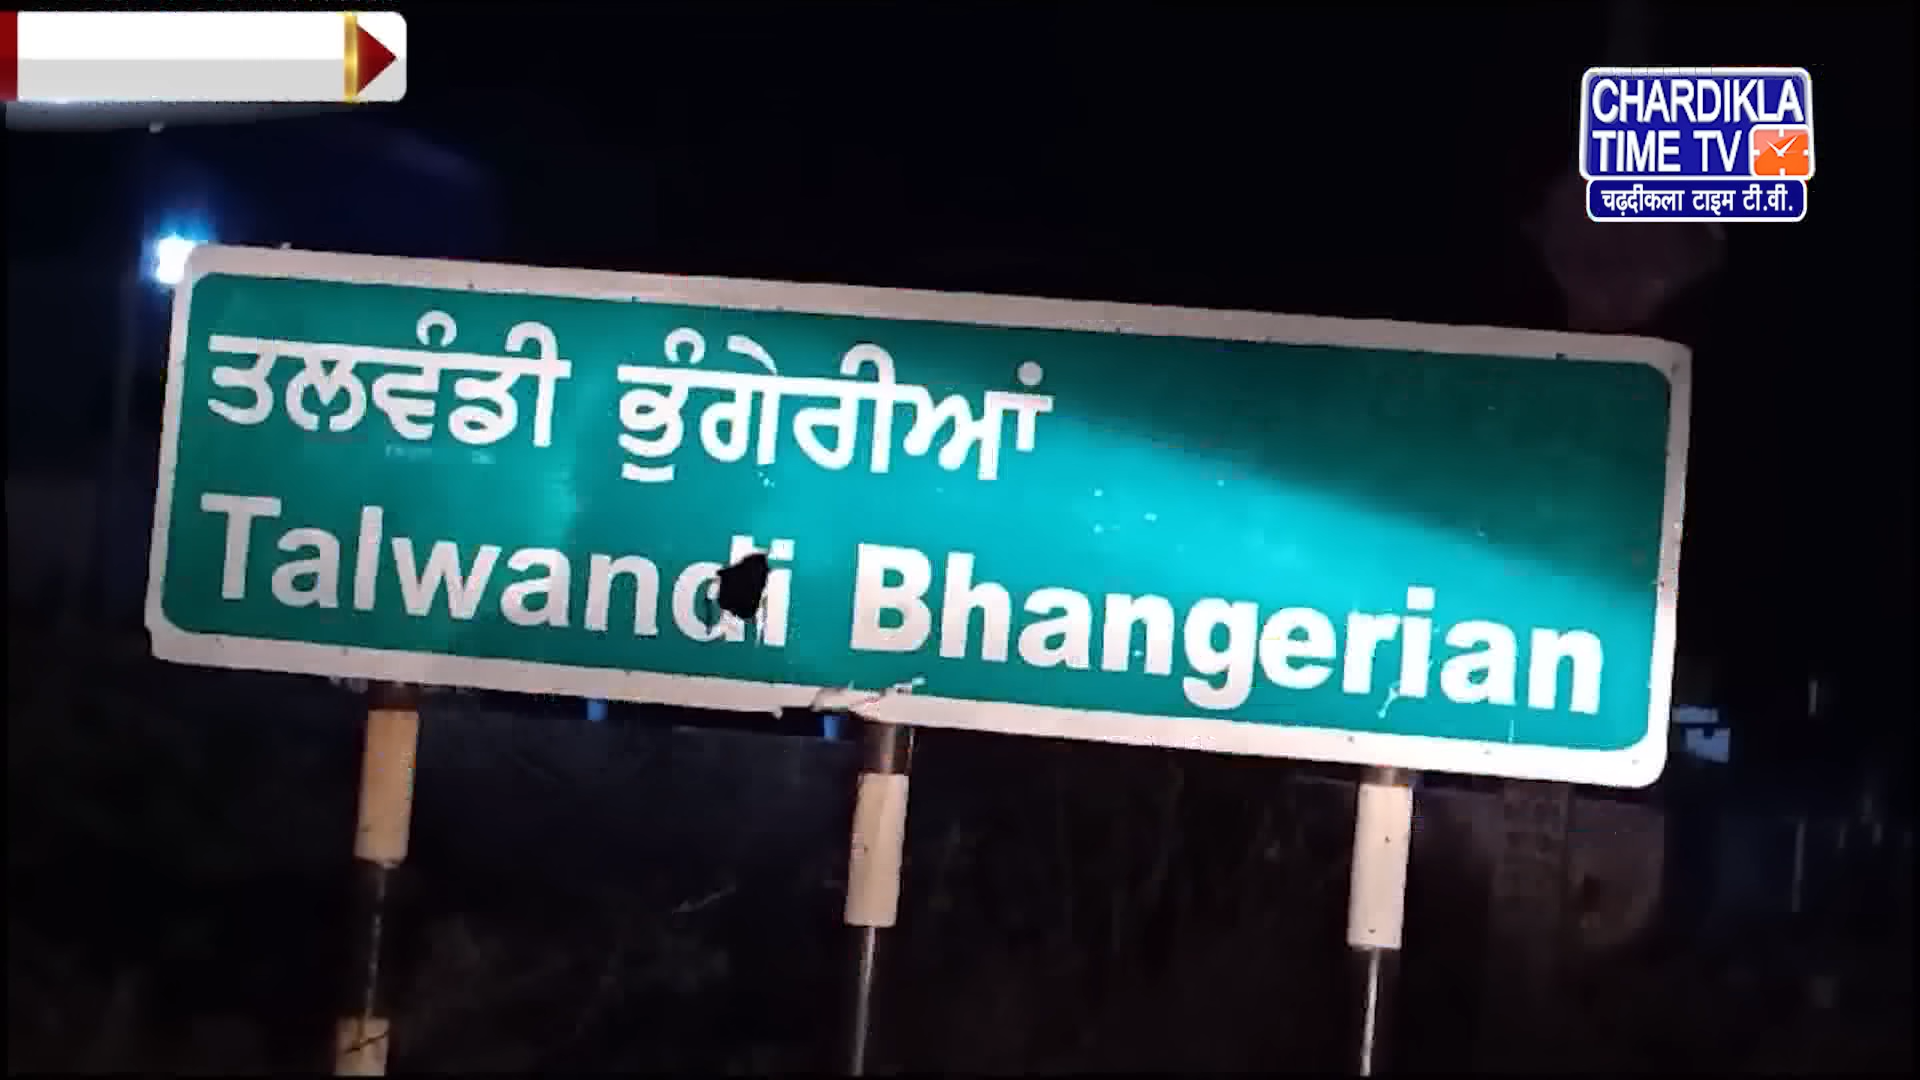 CHARDIKLA
TIME TV
चढ़दीकला टाइम टी.वी.
ਤਲਵੰਡੀ ਭੁੰਗੇਰੀਆਂ
Talwandi Bhangerian